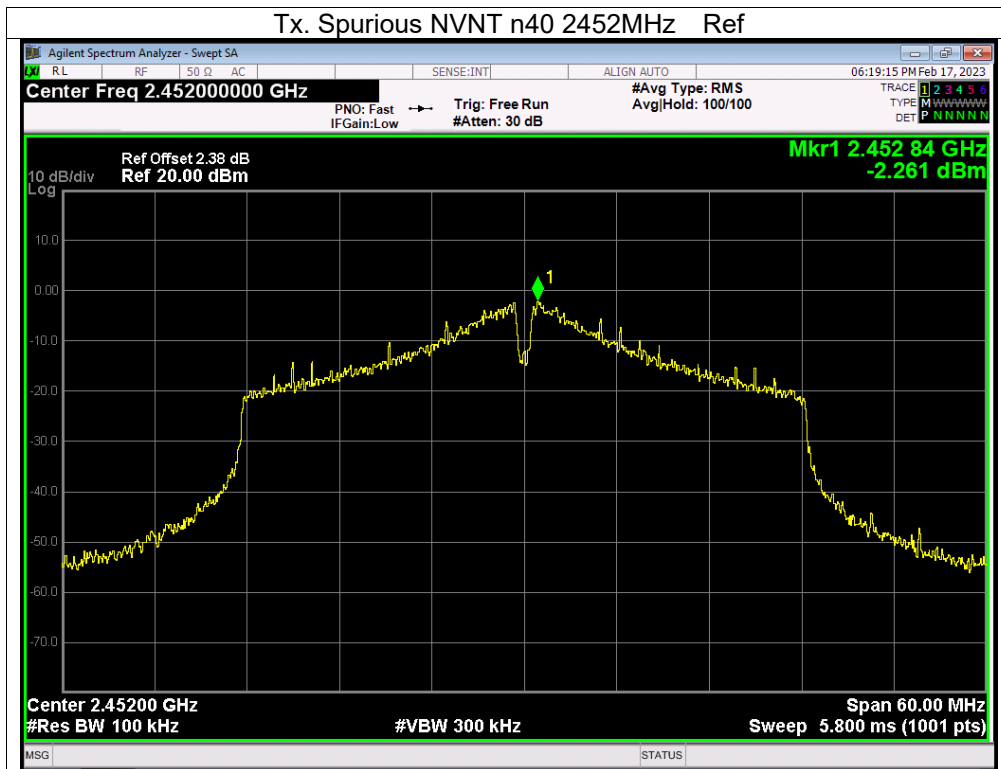 Tx. Spurious NVNT n40 2452MHz Ref
Agilent Spectrum Analyzer - Swept SA
LXI RL RF 50 Ω AC SENSE:INT ALIGN AUTO 06:19:15 PM Feb 17, 2023
Center Freq 2.452000000 GHz #Avg Type: RMS TRACE 1 2 3 4 5 6
PNO: Fast Trig: Free Run Avg|Hold: 100/100 TYPE M WWWWW
IFGain:Low #Atten: 30 dB DET P N N N N N
Mkr1 2.452 84 GHz
Ref Offset 2.38 dB
10 dB/div Ref 20.00 dBm -2.261 dBm
Log
10.0
1
0.00
-10.0
-20.0
-30.0
-40.0
-50.0
-60.0
-70.0
Center 2.45200 GHz Span 60.00 MHz
#Res BW 100 kHz #VBW 300 kHz Sweep 5.800 ms (1001 pts)
MSG STATUS